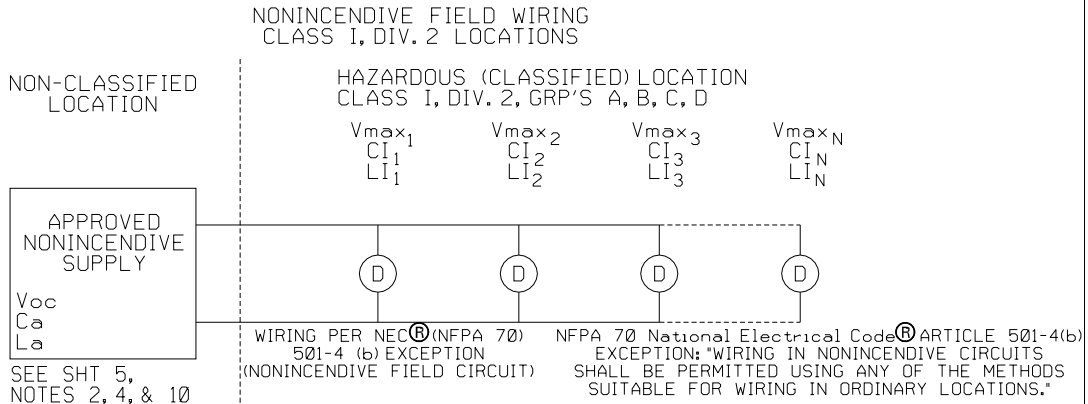 NONINCENDIVE FIELD WIRING
CLASS I, DIV. 2 LOCATIONS
NON-CLASSIFIED
LOCATION
HAZARDOUS (CLASSIFIED) LOCATION
CLASS I, DIV. 2, GRP'S A, B, C, D
Vmax1 Vmax2 Vmax3 VmaxN
CI1 CI2 CI3 CIN
LI1 LI2 LI3 LIN
APPROVED
NONINCENDIVE
SUPPLY
D D D D
Voc
Ca
La
SEE SHT 5,
NOTES 2, 4, & 10
WIRING PER NEC® (NFPA 70)
501-4 (b) EXCEPTION
(NONINCENDIVE FIELD CIRCUIT)
NFPA 70 National Electrical Code® ARTICLE 501-4(b)
EXCEPTION: "WIRING IN NONINCENDIVE CIRCUITS
SHALL BE PERMITTED USING ANY OF THE METHODS
SUITABLE FOR WIRING IN ORDINARY LOCATIONS."